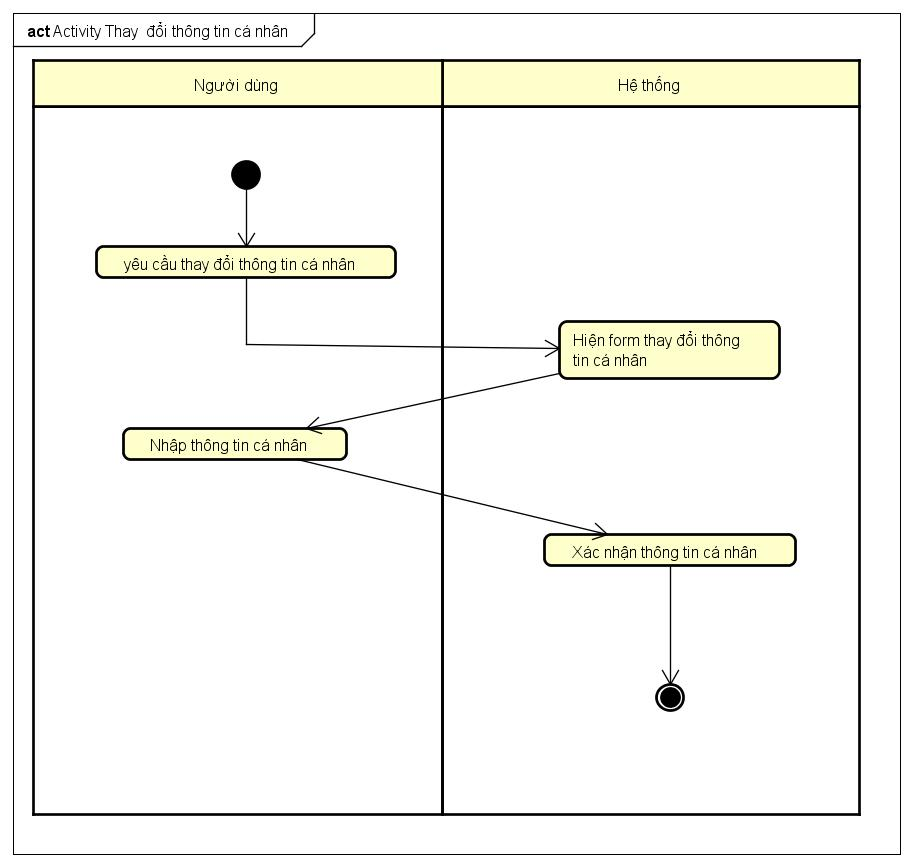 act Activity Thay đổi thông tin cá nhân
Người dùng
Hệ thống
yêu cầu thay đổi thông tin cá nhân
Hiện form thay đổi thông
tin cá nhân
Nhập thông tin cá nhân
Xác nhận thông tin cá nhân